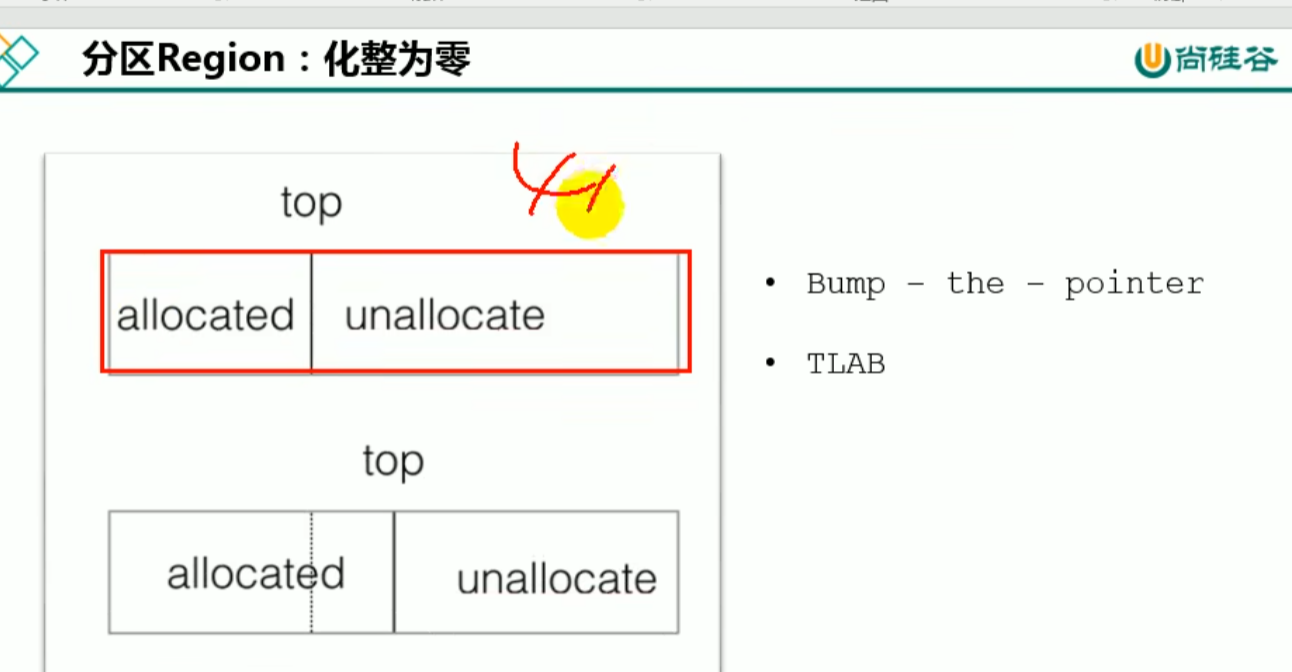 分区Region：化整为零
尚硅谷
top
allocated unallocate
• Bump – the – pointer
• TLAB
top
allocated unallocate